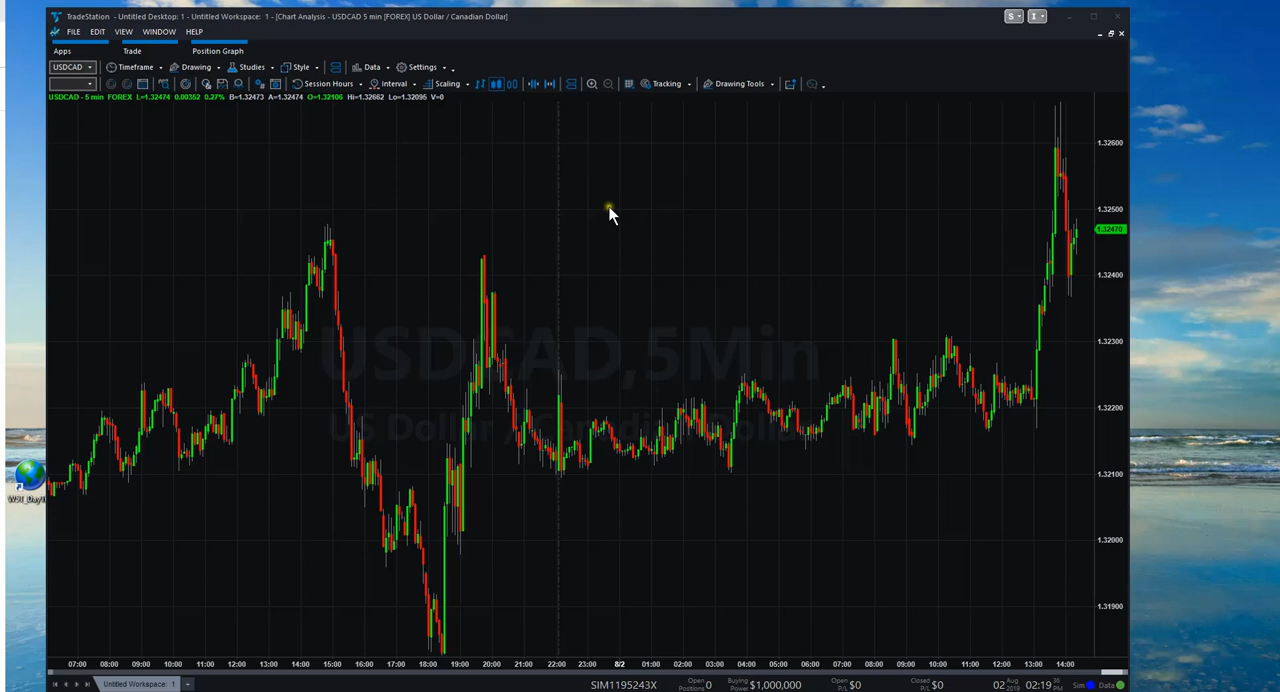 TradeStation - Untitled Desktop: 1 - Untitled Workspace: 1 - [Chart Analysis - USDCAD 5 min [FOREX] US Dollar / Canadian Dollar]
S
I
FILE EDIT VIEW WINDOW HELP
Apps Trade Position Graph
USDCAD Timeframe Drawing Studies Style Data Settings
Session Hours Interval Scaling Tracking Drawing Tools
USDCAD - 5 min FOREX L=1.32474 0.00352 0.27% B=1.32473 A=1.32474 O=1.32106 Hi=1.32662 Lo=1.32095 V=0
1.32600
1.32500
1.32470
1.32400
1.32300
1.32200
1.32100
1.32000
1.31900
USDCAD,5Min
US Dollar / Canadian Dollar
07:00 08:00 09:00 10:00 11:00 12:00 13:00 14:00 15:00 16:00 17:00 18:00 19:00 20:00 21:00 22:00 23:00 8/2 01:00 02:00 03:00 04:00 05:00 06:00 07:00 08:00 09:00 10:00 11:00 12:00 13:00 14:00
Untitled Workspace: 1 +
SIM1195243X Open Positions 0 Buying Power $1,000,000 Open P/L $0 Closed P/L $0 02 Aug 2019 02:19 38 PM Sim Data